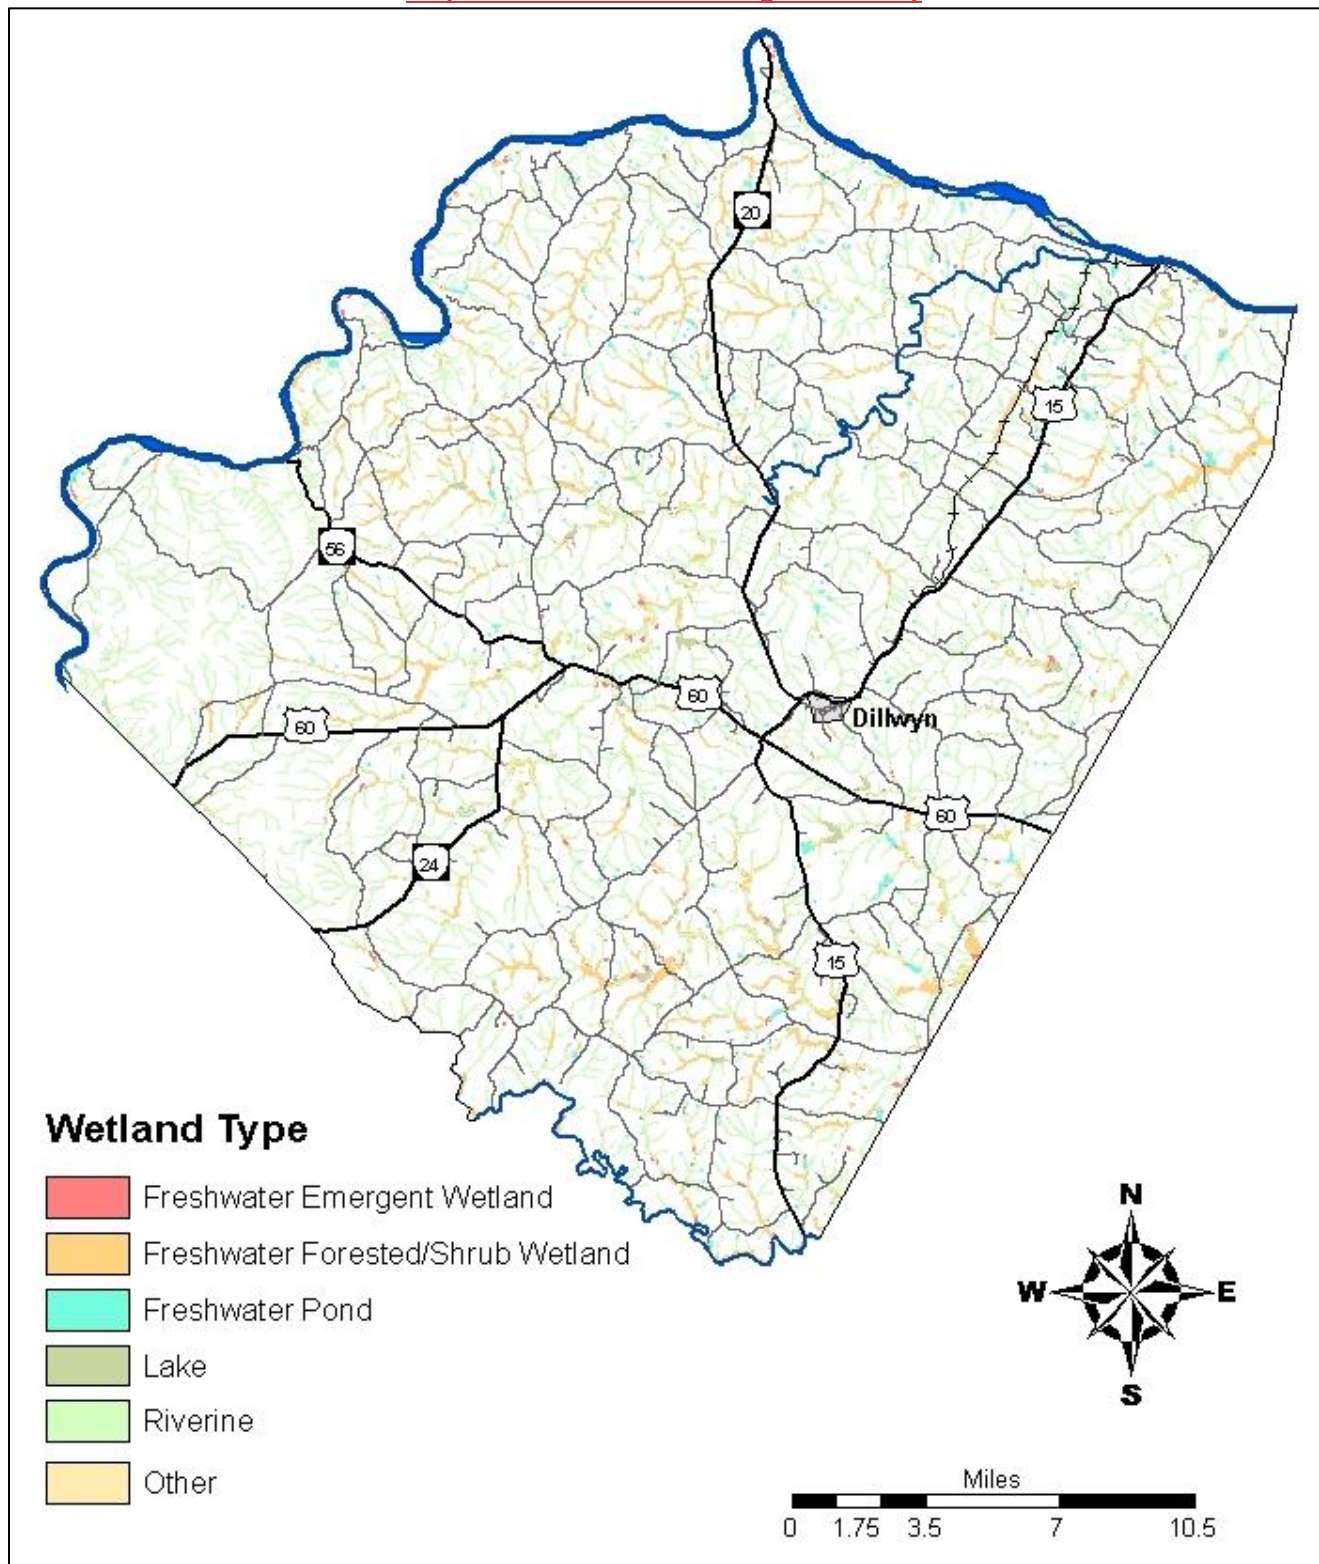 20
15
56
60
60
Dillwyn
60
24
15
Wetland Type
Freshwater Emergent Wetland
Freshwater Forested/Shrub Wetland
Freshwater Pond
Lake
Riverine
Other
N
W E
S
Miles
0 1.75 3.5 7 10.5